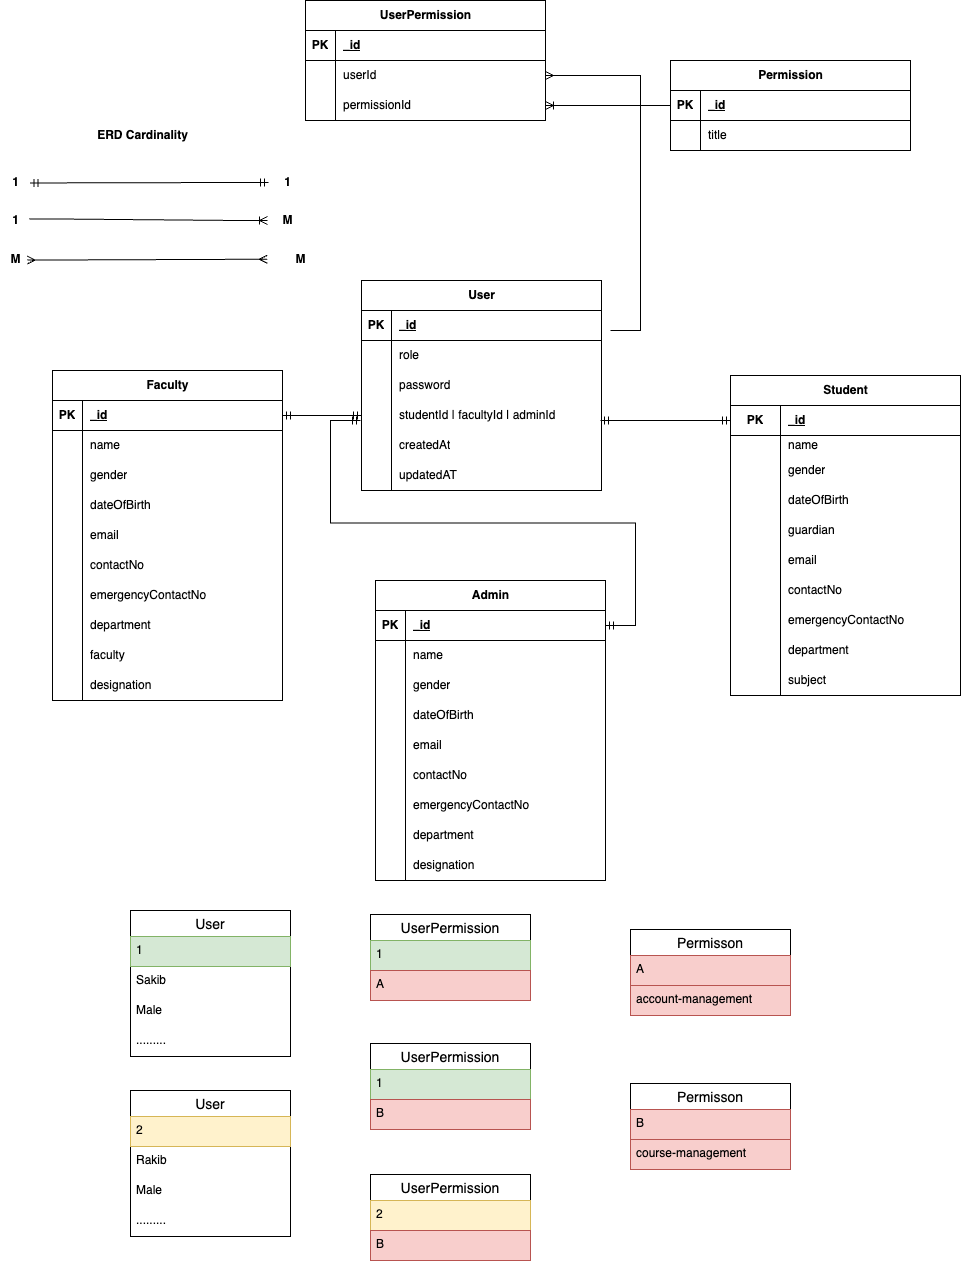 UserPermission
PK _id
userId
permissionId
Permission
PK _id
title
ERD Cardinality
1 1
1 M
M M
User
PK _id
role
password
studentId | facultyId | adminId
createdAt
updatedAT
Faculty
PK _id
name
gender
dateOfBirth
email
contactNo
emergencyContactNo
department
faculty
designation
Student
PK _id
name
gender
dateOfBirth
guardian
email
contactNo
emergencyContactNo
department
subject
Admin
PK _id
name
gender
dateOfBirth
email
contactNo
emergencyContactNo
department
designation
User
1
Sakib
Male
.........
UserPermission
1
A
Permisson
A
account-management
UserPermission
1
B
Permisson
B
course-management
User
2
Rakib
Male
.........
UserPermission
2
B